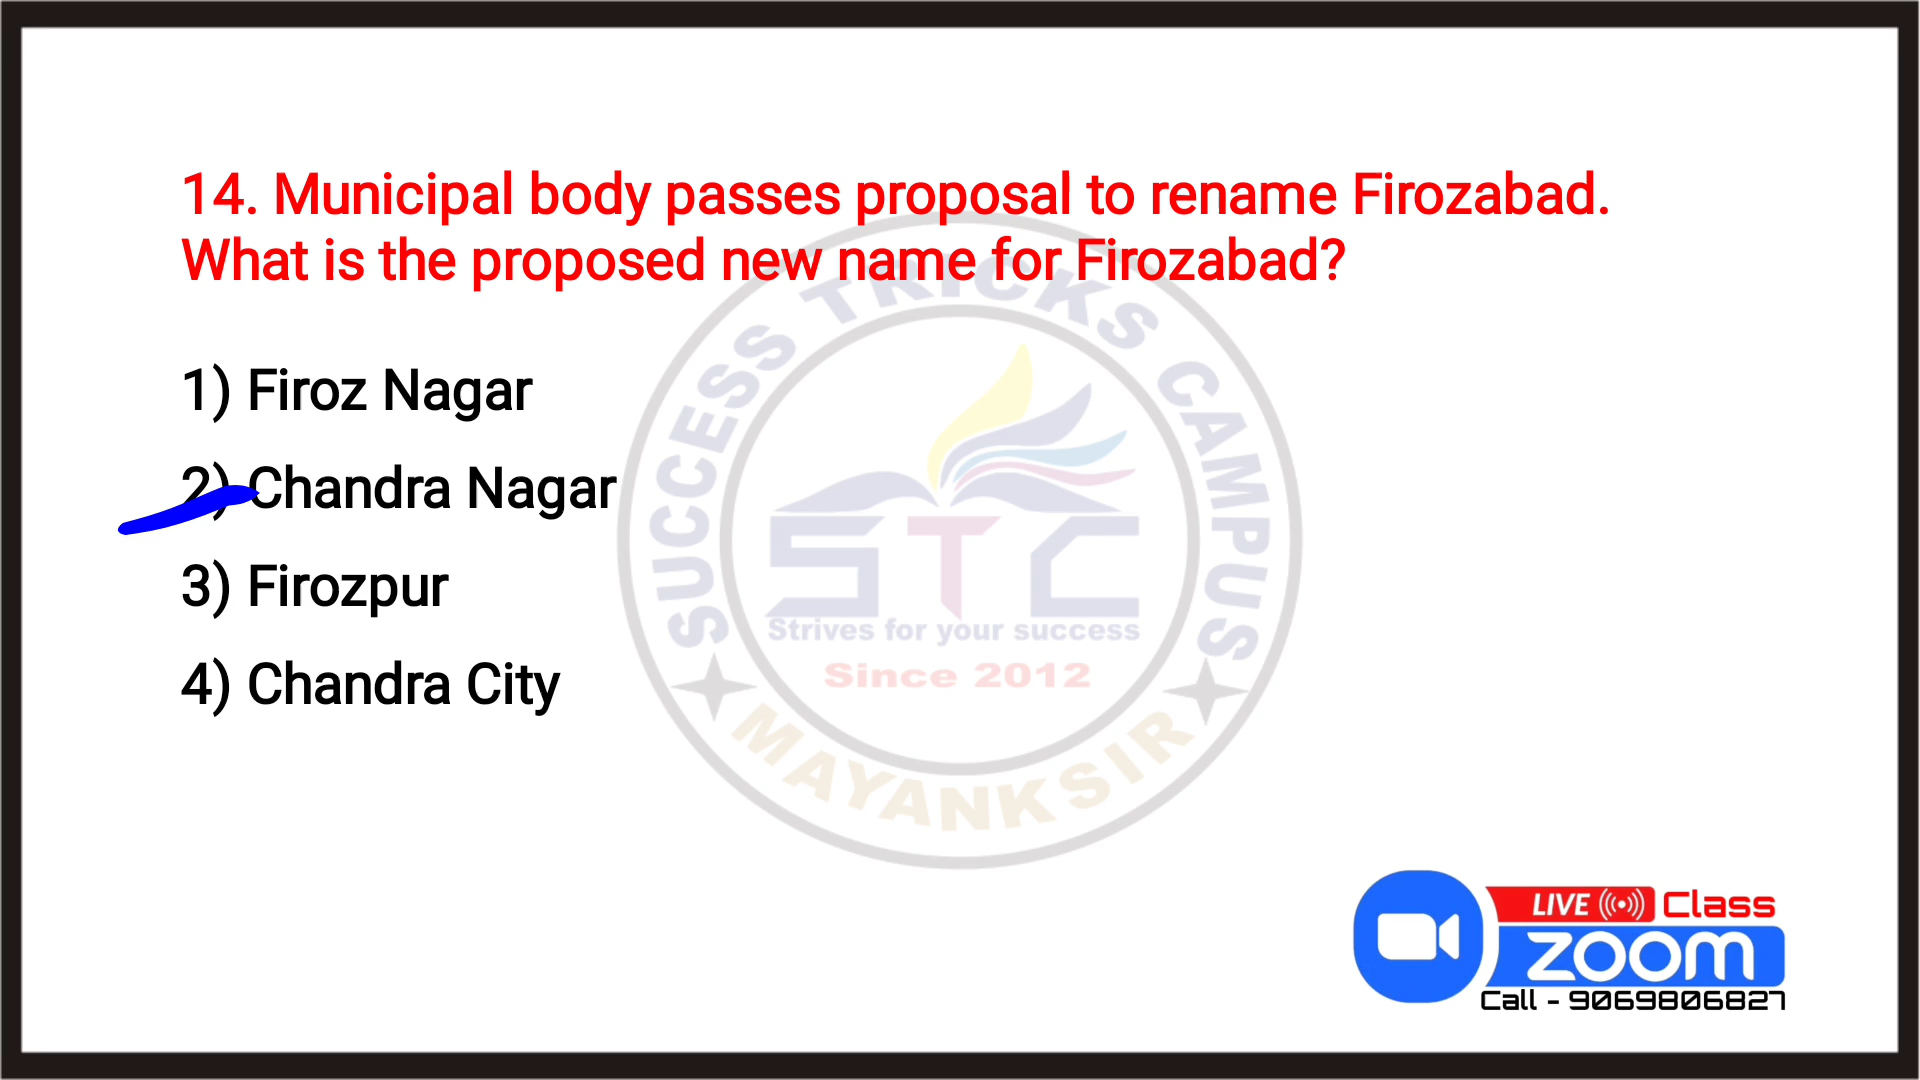 14. Municipal body passes proposal to rename Firozabad.
What is the proposed new name for Firozabad?
1) Firoz Nagar
2) Chandra Nagar
3) Firozpur
4) Chandra City
SUCCESS TRICKS CAMPUS
STC
Strives for your success
Since 2012
MAYANKSIR
LIVE Class
zoom
Call - 9069806827